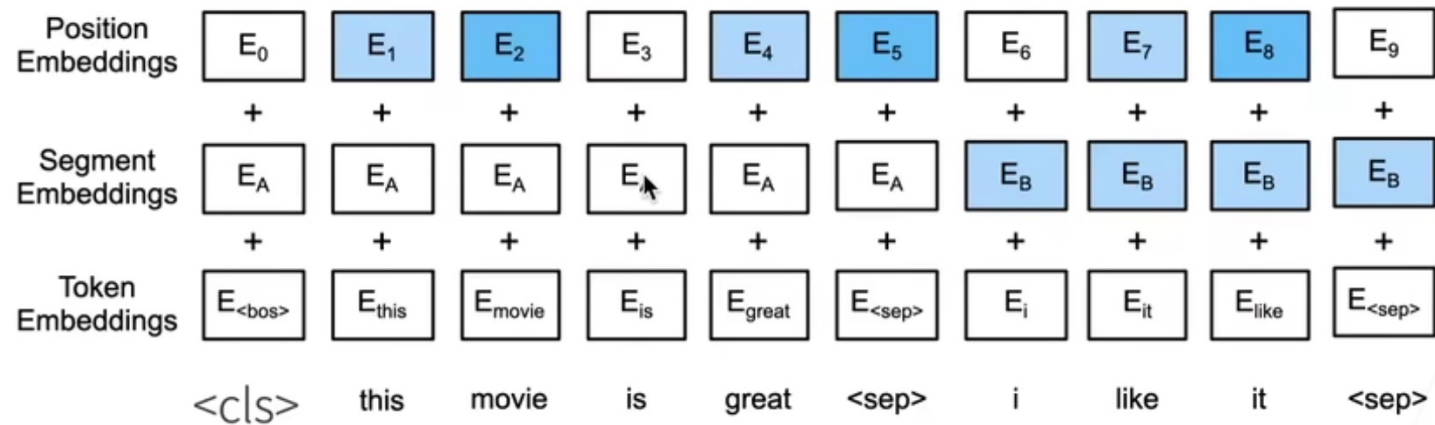 Position Embeddings E0 E1 E2 E3 E4 E5 E6 E7 E8 E9
+ + + + + + + + + +
Segment Embeddings EA EA EA E EA EA EB EB EB EB
+ + + + + + + + + +
Token Embeddings E<bos> Ethis Emovie Eis Egreat E<sep> Ei Eit Elike E<sep>
<cls> this movie is great <sep> i like it <sep>